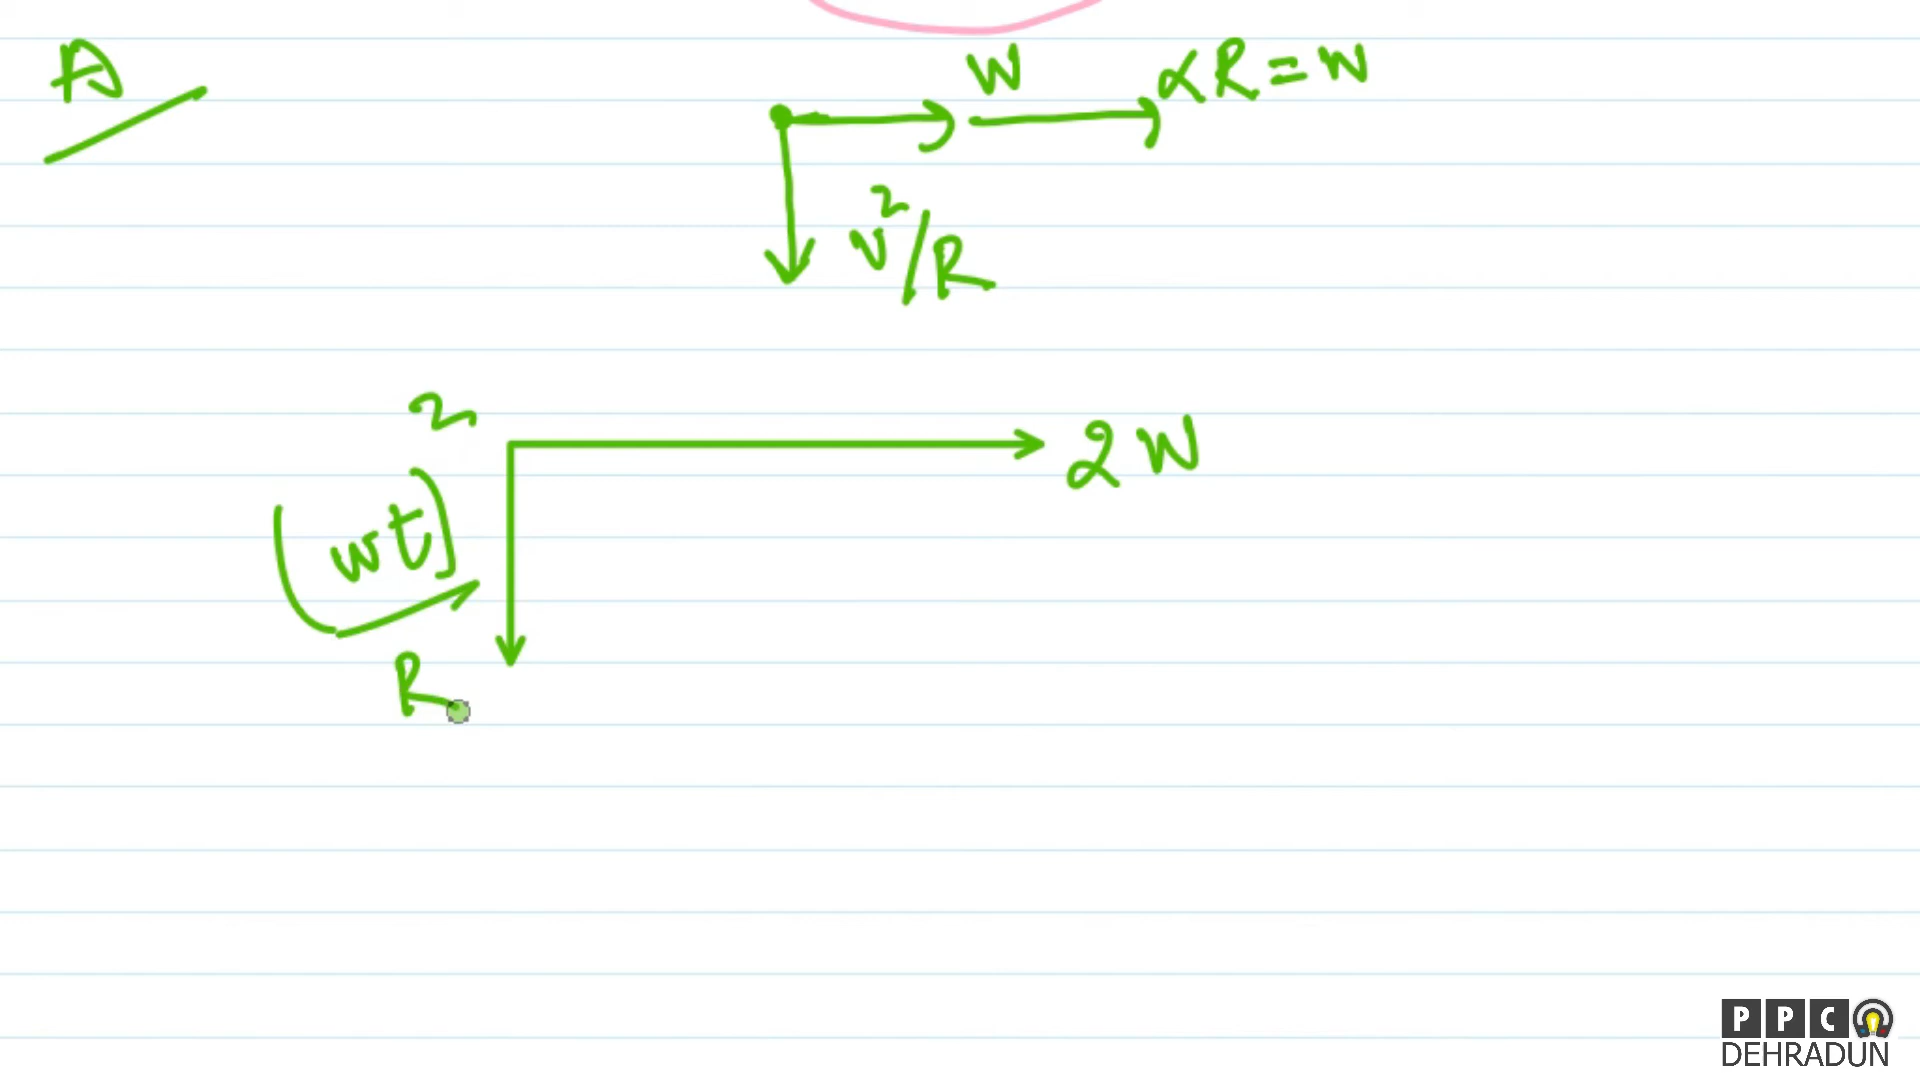 A
w
αR = w
v²/R
2w
(wt)²
R
PPC
DEHRADUN